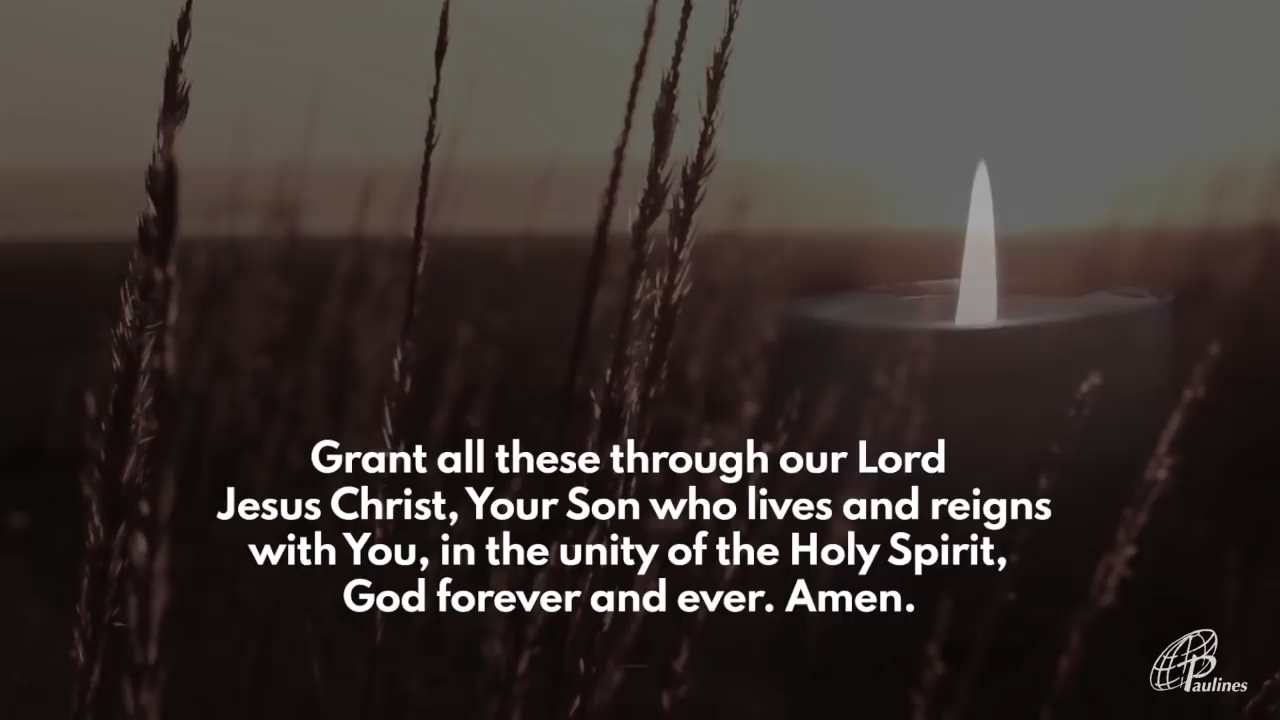 Grant all these through our Lord
Jesus Christ, Your Son who lives and reigns
with You, in the unity of the Holy Spirit,
God forever and ever. Amen.
Paulines